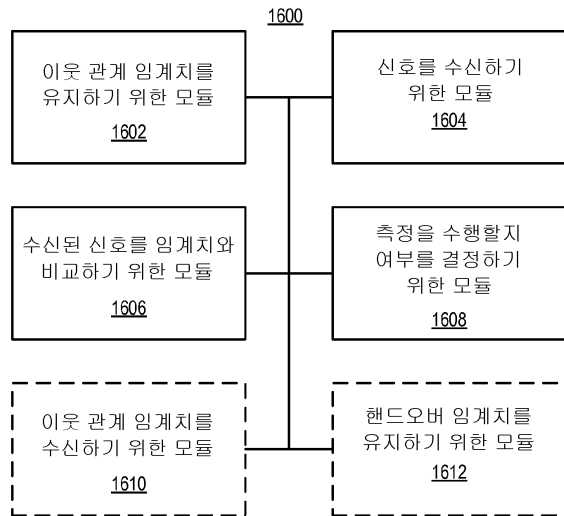 1600
이웃 관계 임계치를
유지하기 위한 모듈
1602
신호를 수신하기
위한 모듈
1604
수신된 신호를 임계치와
비교하기 위한 모듈
1606
측정을 수행할지
여부를 결정하기
위한 모듈
1608
이웃 관계 임계치를
수신하기 위한 모듈
1610
핸드오버 임계치를
유지하기 위한 모듈
1612